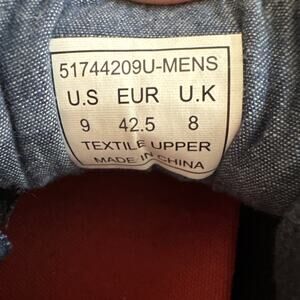 51744209U-MENS
U.S EUR U.K
9 42.5 8
TEXTILE UPPER
MADE IN CHINA